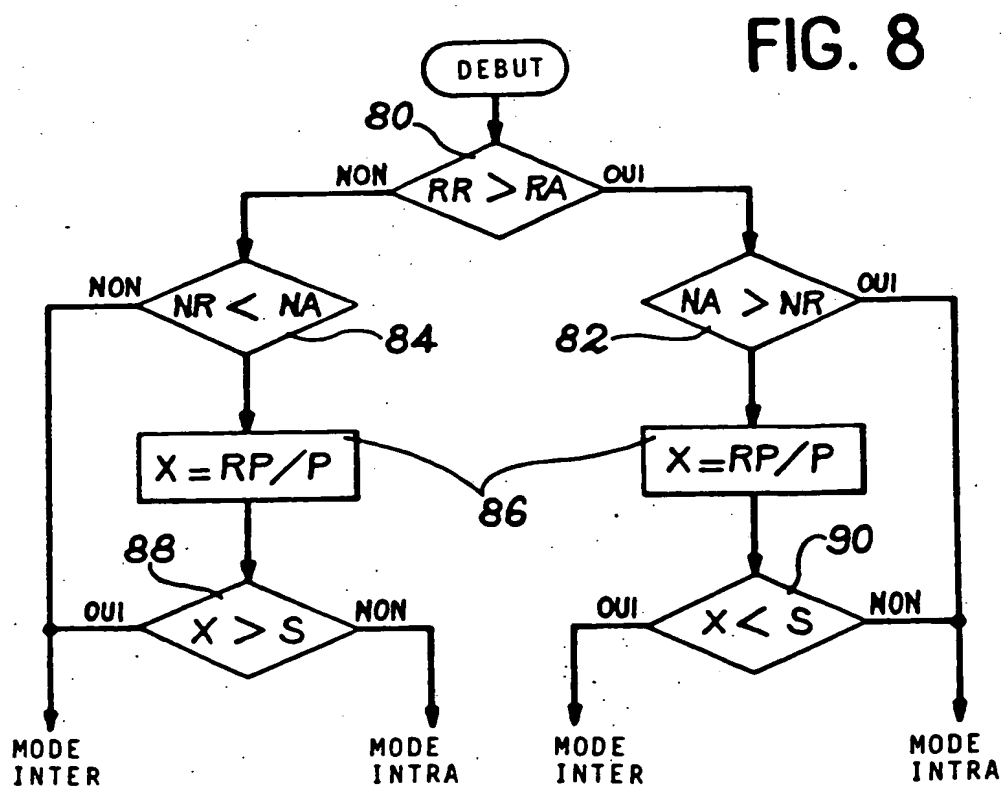 FIG. 8
DEBUT
80
NON
RR > RA
OUI
NON
NR < NA
84
82
NA > NR
OUI
X = RP/P
86
X = RP/P
88
OUI
X > S
NON
90
OUI
X < S
NON
MODE
INTER
MODE
INTRA
MODE
INTER
MODE
INTRA